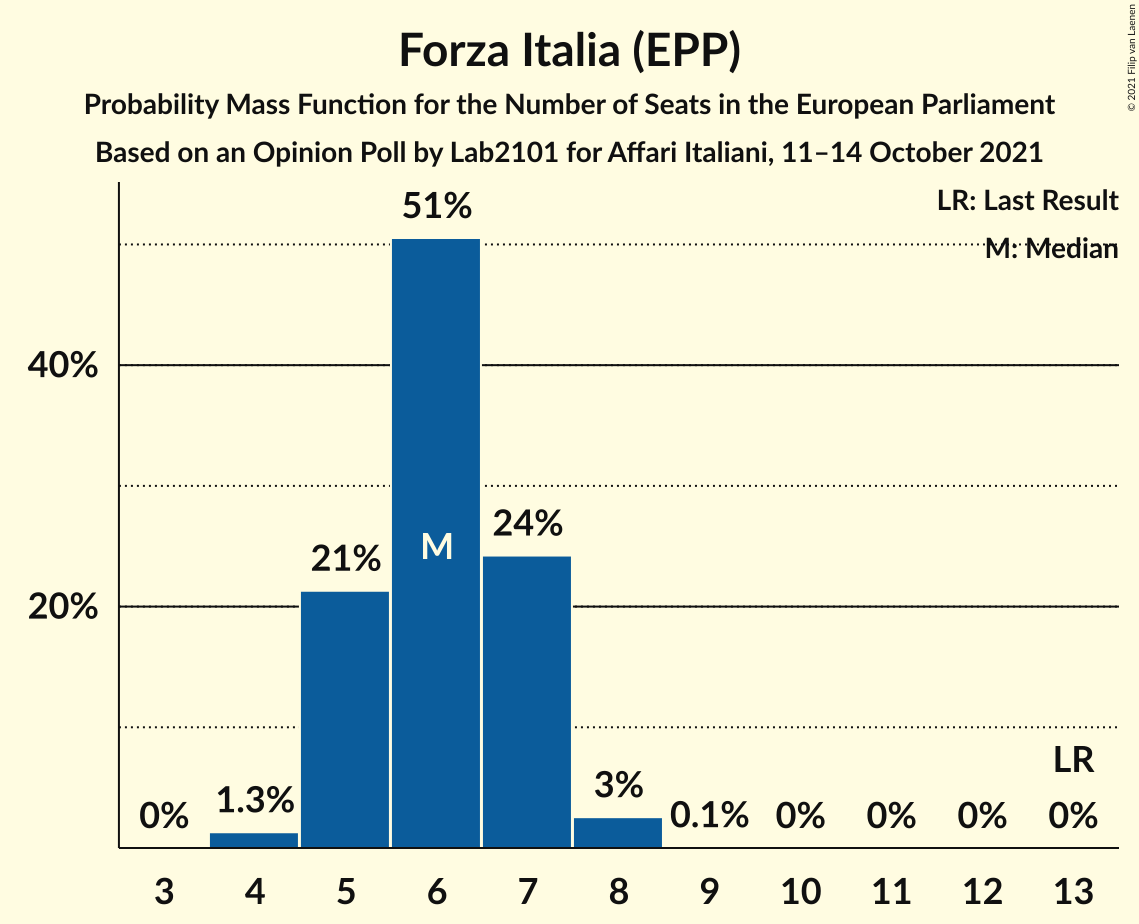 Forza Italia (EPP)
Probability Mass Function for the Number of Seats in the European Parliament
Based on an Opinion Poll by Lab2101 for Affari Italiani, 11–14 October 2021
© 2021 Filip van Laenen
LR: Last Result
M: Median
51%
40%
24%
M
21%
20%
LR
3%
1.3%
0% 0.1% 0% 0% 0% 0%
3 4 5 6 7 8 9 10 11 12 13